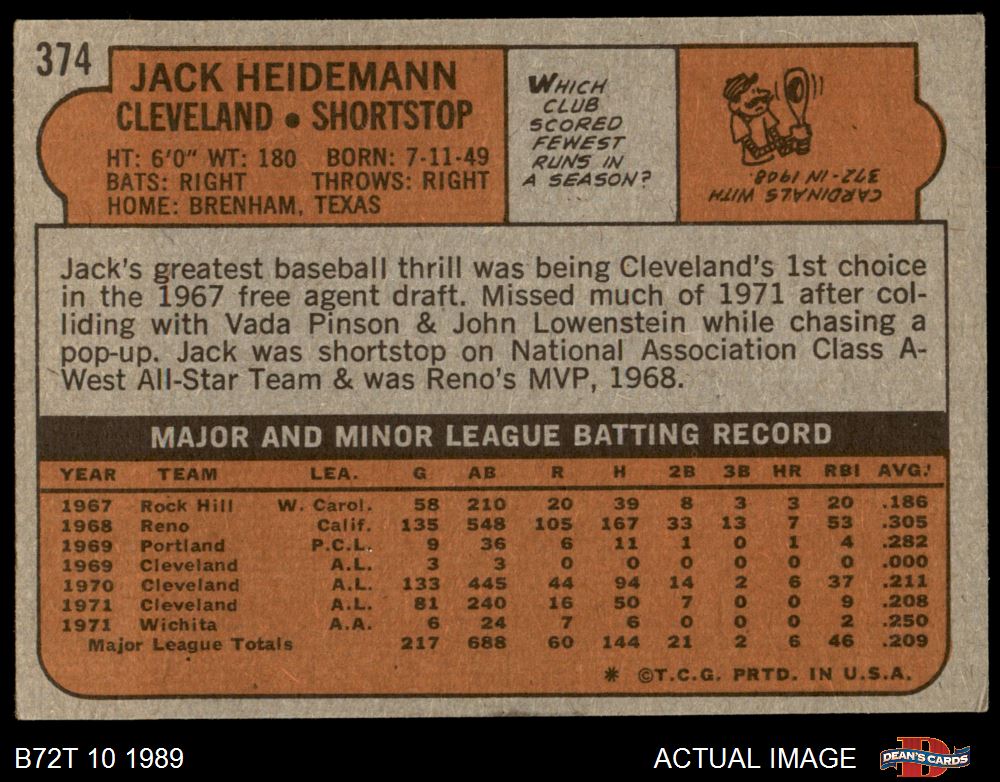 374
JACK HEIDEMANN
CLEVELAND • SHORTSTOP
HT: 6'0" WT: 180 BORN: 7-11-49
BATS: RIGHT THROWS: RIGHT
HOME: BRENHAM, TEXAS
WHICH
CLUB
SCORED
FEWEST
RUNS IN
A SEASON?
CARDINALS WITH
372 - IN 1908.
Jack's greatest baseball thrill was being Cleveland's 1st choice
in the 1967 free agent draft. Missed much of 1971 after col-
liding with Vada Pinson & John Lowenstein while chasing a
pop-up. Jack was shortstop on National Association Class A-
West All-Star Team & was Reno's MVP, 1968.
MAJOR AND MINOR LEAGUE BATTING RECORD
YEAR TEAM LEA. G AB R H 2B 3B HR RBI AVG.
1967 Rock Hill W. Carol. 58 210 20 39 8 3 3 20 .186
1968 Reno Calif. 135 548 105 167 33 13 7 53 .305
1969 Portland P.C.L. 9 36 6 11 1 0 1 4 .282
1969 Cleveland A.L. 3 3 0 0 0 0 0 0 .000
1970 Cleveland A.L. 133 445 44 94 14 2 6 37 .211
1971 Cleveland A.L. 81 240 16 50 7 0 0 9 .208
1971 Wichita A.A. 6 24 7 6 0 0 0 2 .250
Major League Totals 217 688 60 144 21 2 6 46 .209
* ©T.C.G. PRTD. IN U.S.A.
B72T 10 1989
ACTUAL IMAGE
DEAN'S CARDS